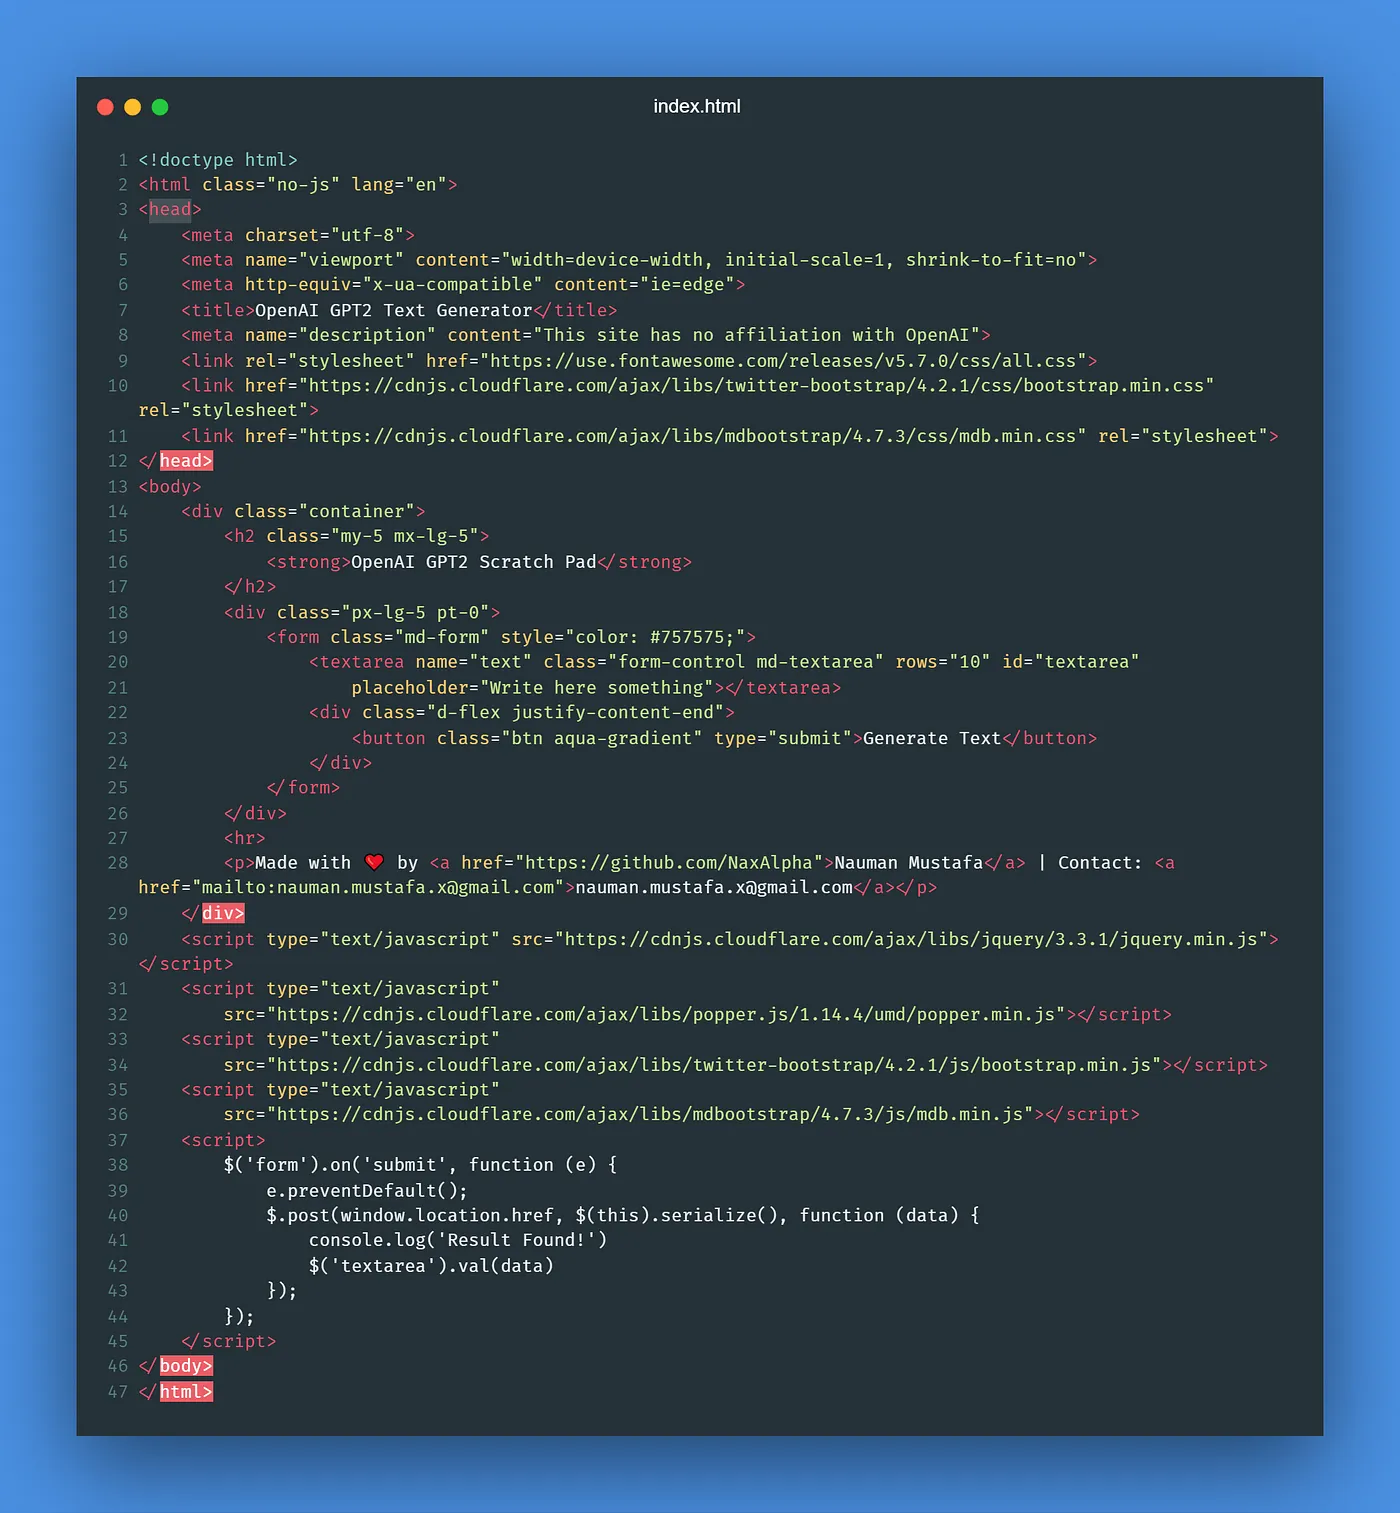 index.html
1 <!doctype html>
2 <html class="no-js" lang="en">
3 <head>
4     <meta charset="utf-8">
5     <meta name="viewport" content="width=device-width, initial-scale=1, shrink-to-fit=no">
6     <meta http-equiv="x-ua-compatible" content="ie=edge">
7     <title>OpenAI GPT2 Text Generator</title>
8     <meta name="description" content="This site has no affiliation with OpenAI">
9     <link rel="stylesheet" href="https://use.fontawesome.com/releases/v5.7.0/css/all.css">
10     <link href="https://cdnjs.cloudflare.com/ajax/libs/twitter-bootstrap/4.2.1/css/bootstrap.min.css"
rel="stylesheet">
11     <link href="https://cdnjs.cloudflare.com/ajax/libs/mdbootstrap/4.7.3/css/mdb.min.css" rel="stylesheet">
12 </head>
13 <body>
14     <div class="container">
15         <h2 class="my-5 mx-lg-5">
16             <strong>OpenAI GPT2 Scratch Pad</strong>
17         </h2>
18         <div class="px-lg-5 pt-0">
19             <form class="md-form" style="color: #757575;">
20                 <textarea name="text" class="form-control md-textarea" rows="10" id="textarea"
21                     placeholder="Write here something"></textarea>
22                 <div class="d-flex justify-content-end">
23                     <button class="btn aqua-gradient" type="submit">Generate Text</button>
24                 </div>
25             </form>
26         </div>
27         <hr>
28         <p>Made with ❤️ by <a href="https://github.com/NaxAlpha">Nauman Mustafa</a> | Contact: <a
href="mailto:nauman.mustafa.x@gmail.com">nauman.mustafa.x@gmail.com</a></p>
29     </div>
30     <script type="text/javascript" src="https://cdnjs.cloudflare.com/ajax/libs/jquery/3.3.1/jquery.min.js">
</script>
31     <script type="text/javascript"
32         src="https://cdnjs.cloudflare.com/ajax/libs/popper.js/1.14.4/umd/popper.min.js"></script>
33     <script type="text/javascript"
34         src="https://cdnjs.cloudflare.com/ajax/libs/twitter-bootstrap/4.2.1/js/bootstrap.min.js"></script>
35     <script type="text/javascript"
36         src="https://cdnjs.cloudflare.com/ajax/libs/mdbootstrap/4.7.3/js/mdb.min.js"></script>
37     <script>
38         $('form').on('submit', function (e) {
39             e.preventDefault();
40             $.post(window.location.href, $(this).serialize(), function (data) {
41                 console.log('Result Found!')
42                 $('textarea').val(data)
43             });
44         });
45     </script>
46 </body>
47 </html>